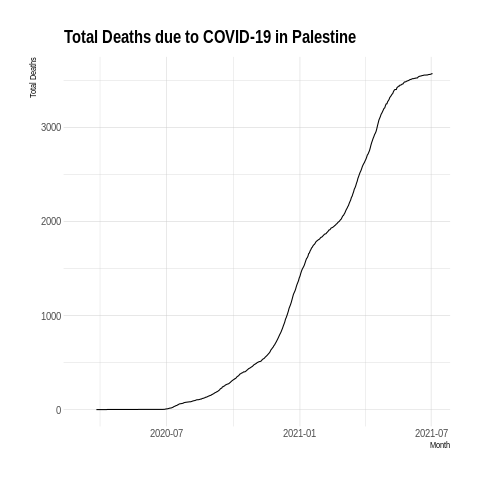 Total Deaths due to COVID-19 in Palestine
Total Deaths
3000
2000
1000
0
2020-07
2021-01
2021-07
Month